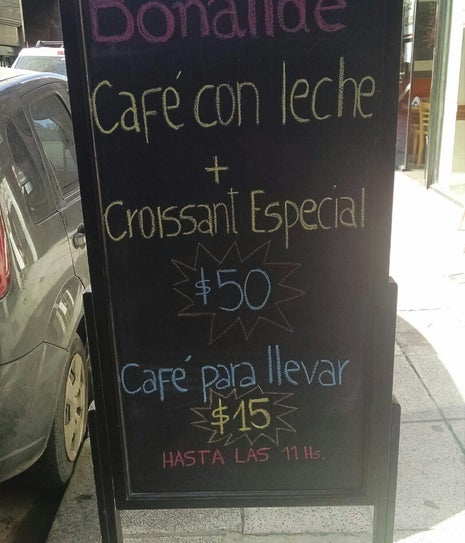 Bonafide
Café con leche
+
Croissant Especial
$50
Café para llevar
$15
HASTA LAS 11 Hs.